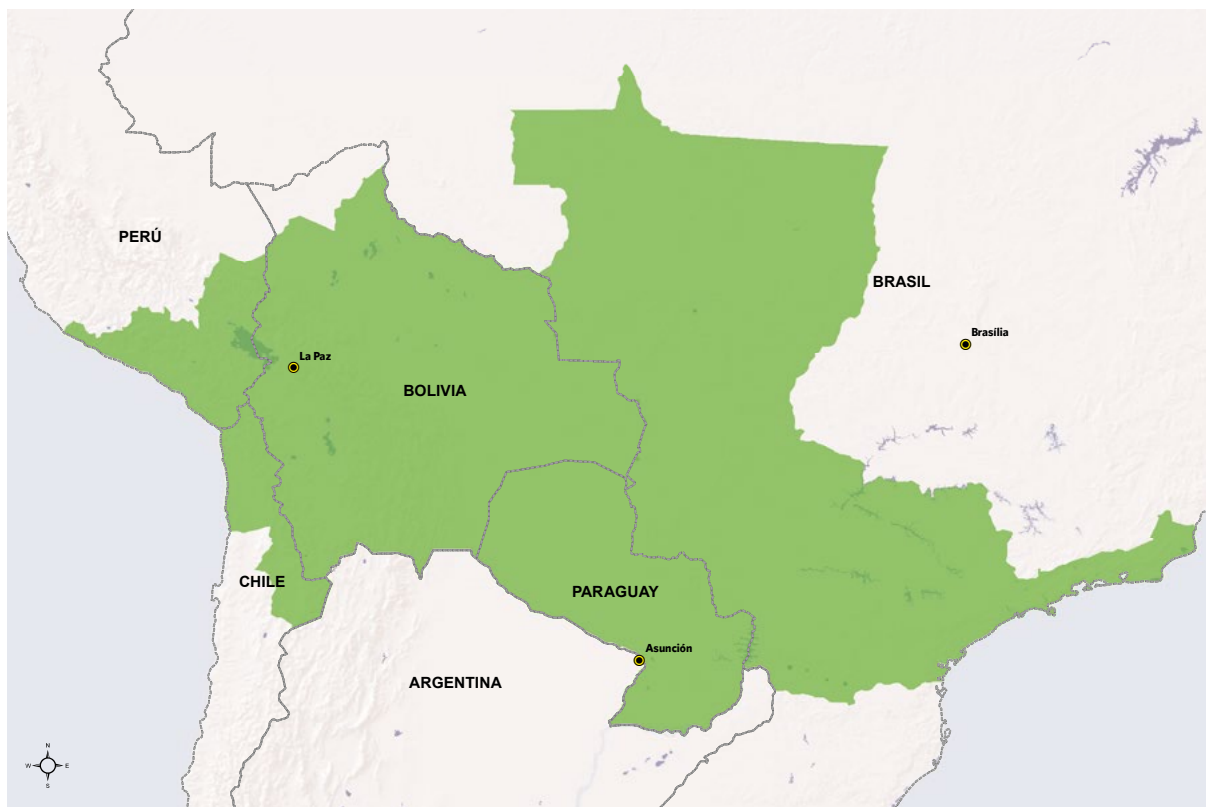 PERÚ
BRASIL
Brasília
La Paz
BOLIVIA
CHILE
PARAGUAY
Asunción
ARGENTINA
N
W E
S